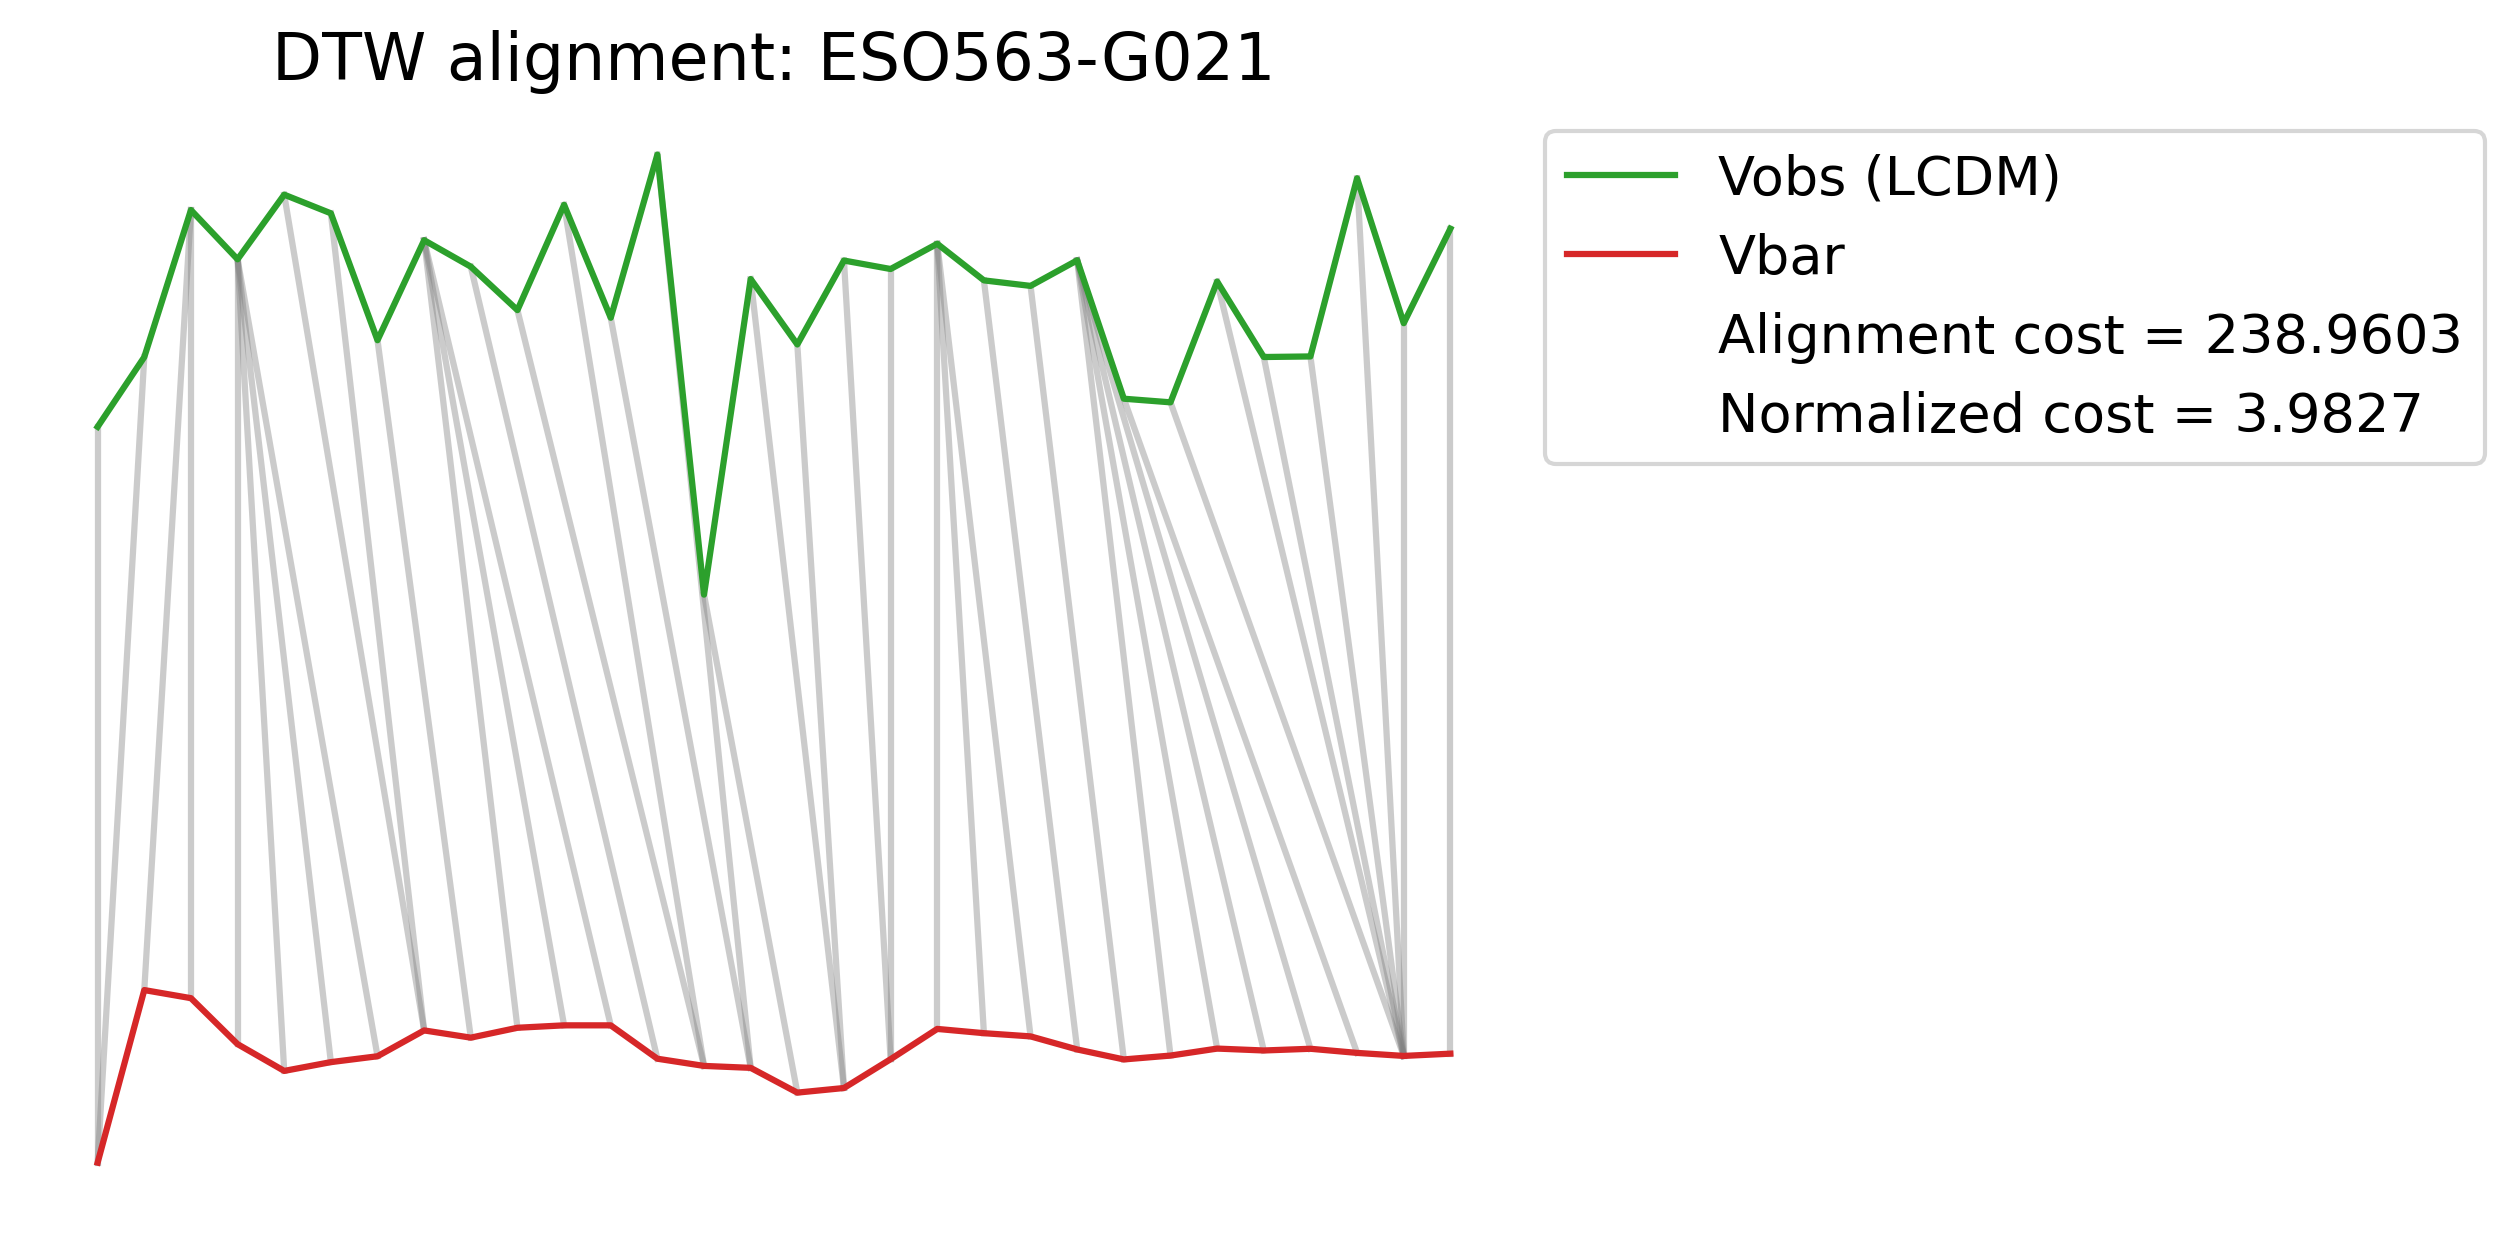 DTW alignment: ESO563-G021
Vobs (LCDM)
Vbar
Alignment cost = 238.9603
Normalized cost = 3.9827